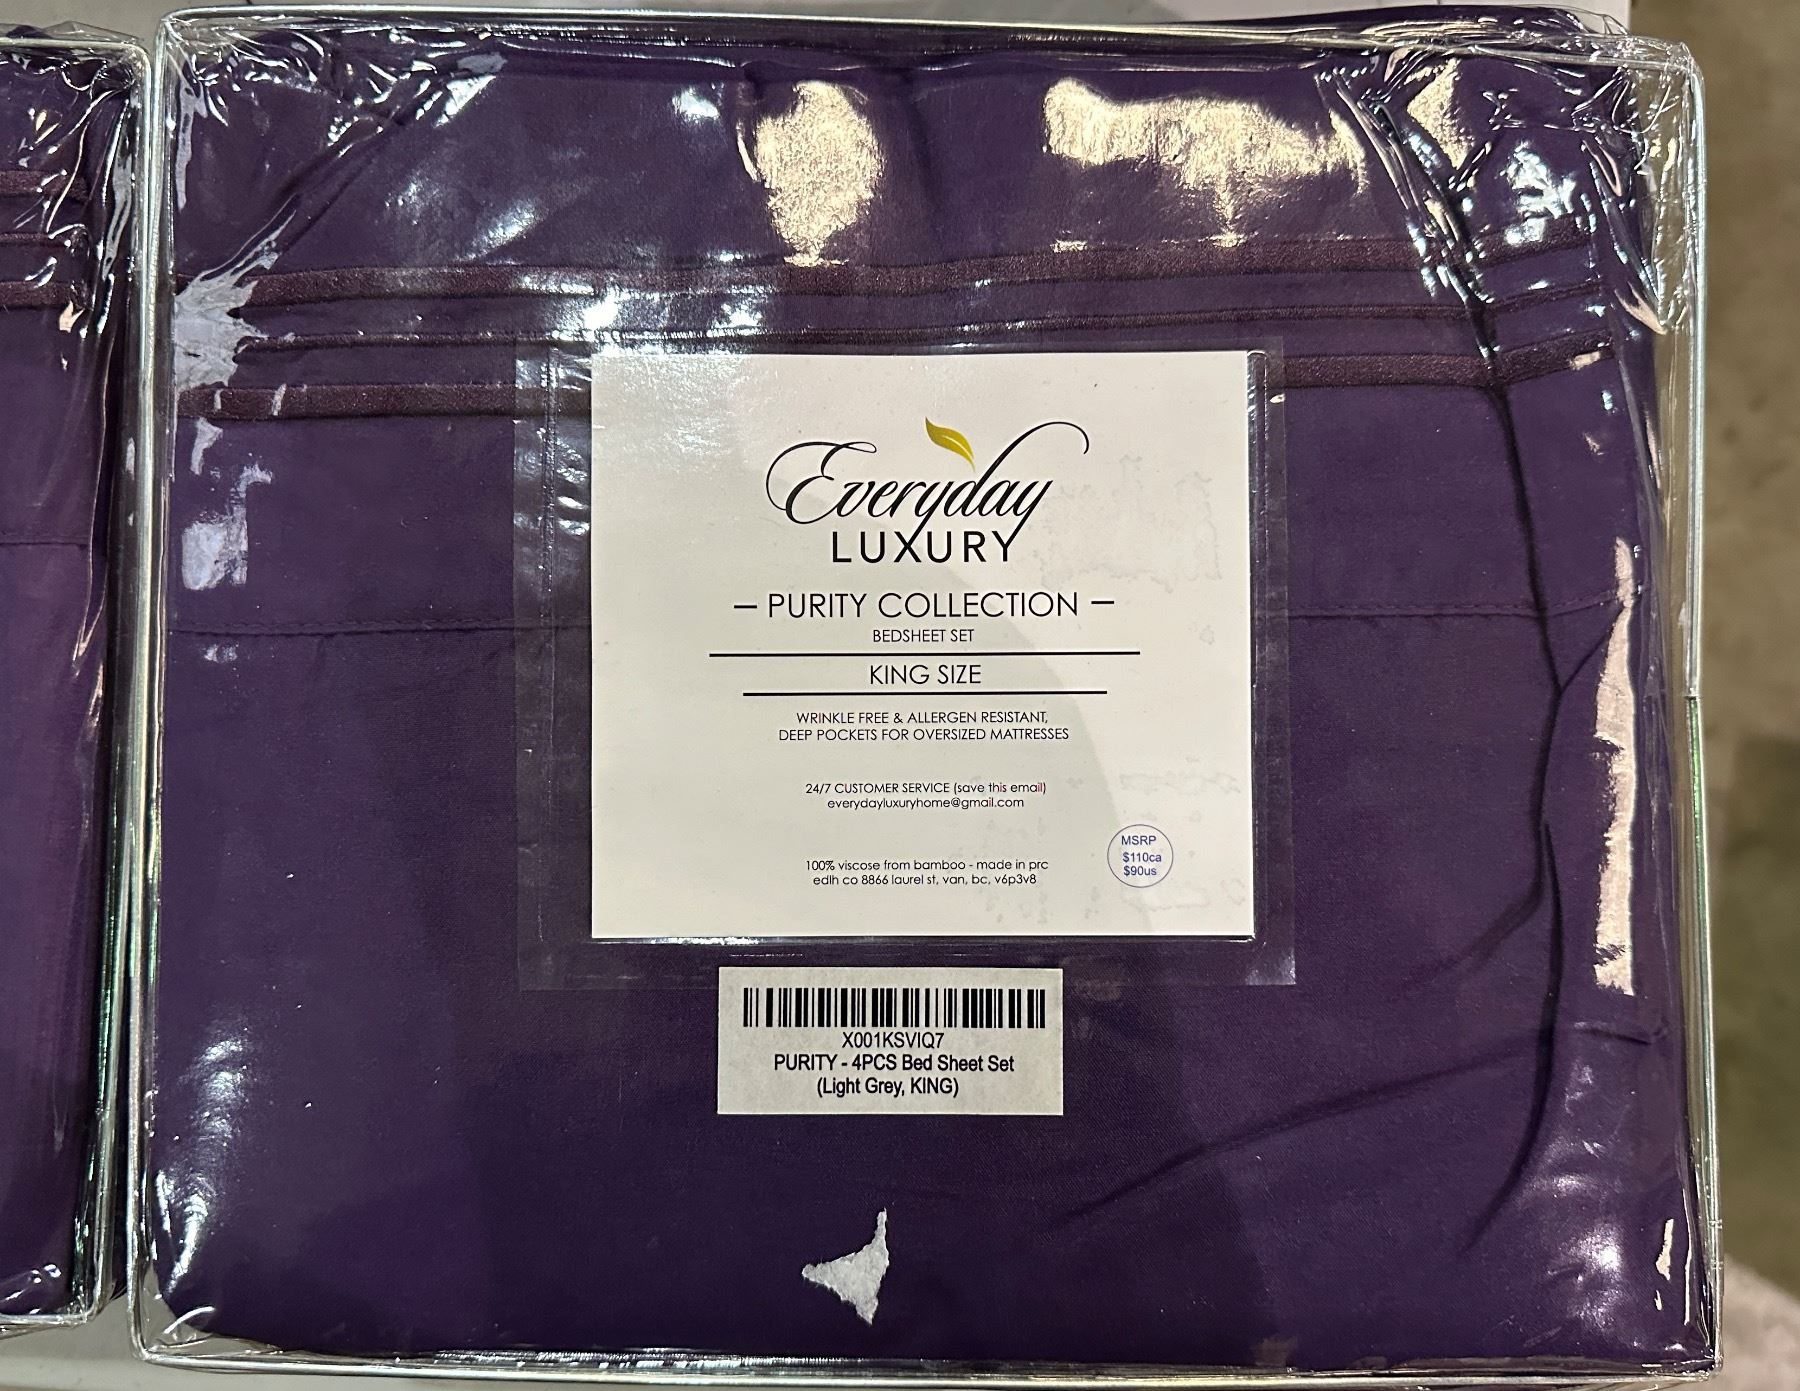 Everyday
LUXURY
– PURITY COLLECTION –
BEDSHEET SET
KING SIZE
WRINKLE FREE & ALLERGEN RESISTANT,
DEEP POCKETS FOR OVERSIZED MATTRESSES
24/7 CUSTOMER SERVICE (save this email)
everydayluxuryhome@gmail.com
MSRP
$110ca
$90us
100% viscose from bamboo - made in prc
edlh co 8866 laurel st, van, bc, v6p3v8
X001KSVIQ7
PURITY - 4PCS Bed Sheet Set
(Light Grey, KING)